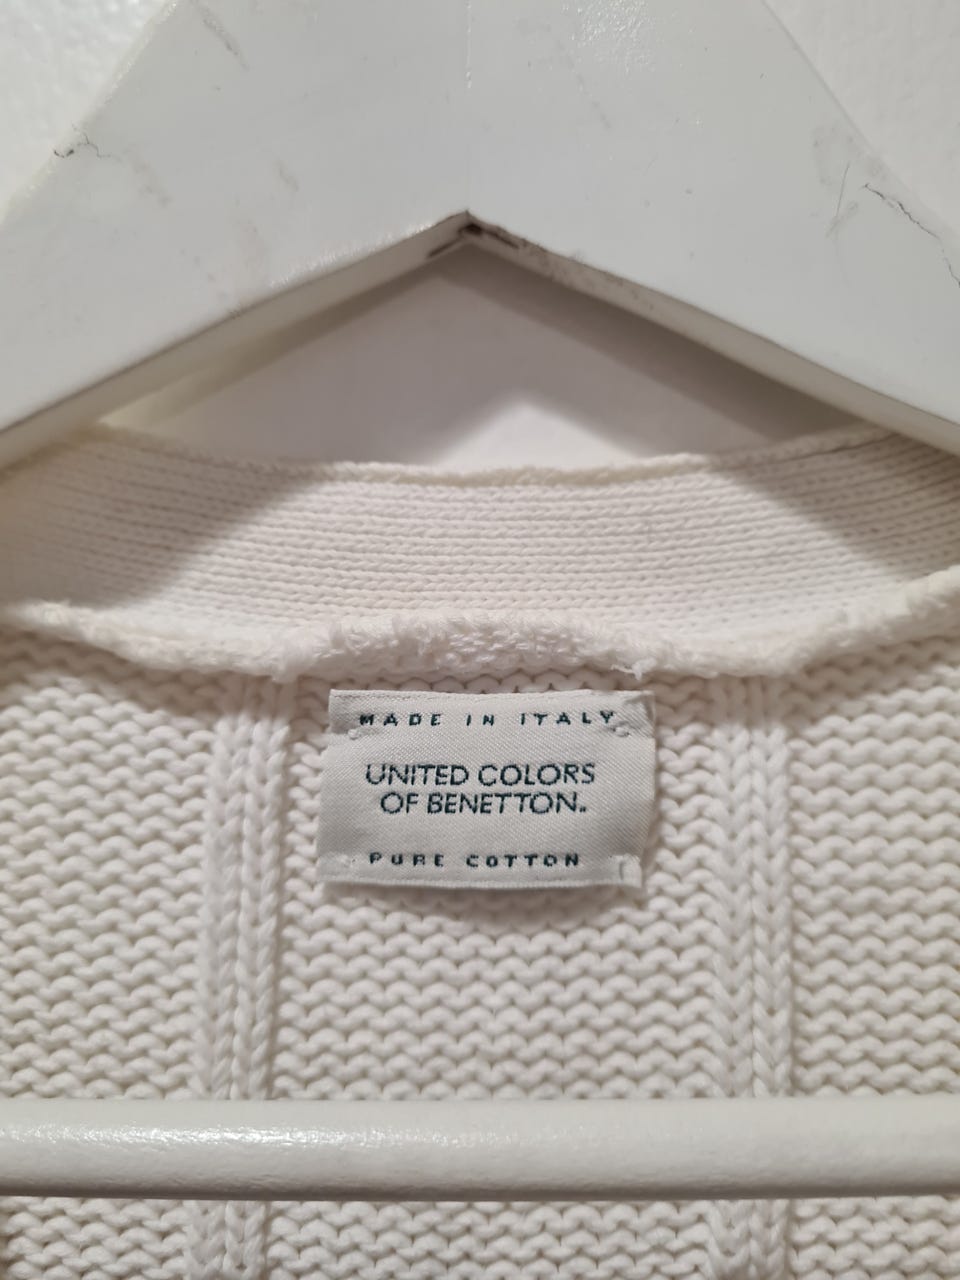 MADE IN ITALY
UNITED COLORS
OF BENETTON.
PURE COTTON